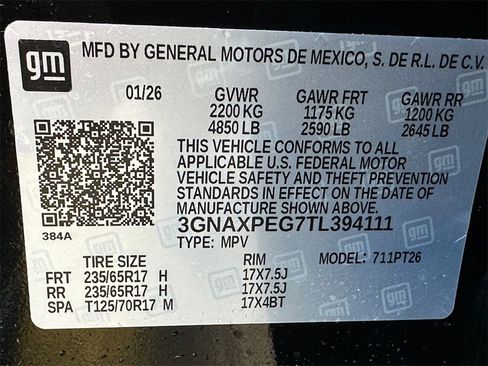 gm MFD BY GENERAL MOTORS DE MEXICO, S. DE R.L. DE C.V.
01/26 GVWR GAWR FRT GAWR RR
2200 KG 1175 KG 1200 KG
4850 LB 2590 LB 2645 LB
THIS VEHICLE CONFORMS TO ALL
APPLICABLE U.S. FEDERAL MOTOR
VEHICLE SAFETY AND THEFT PREVENTION
STANDARDS IN EFFECT ON THE DATE OF
MANUFACTURE SHOWN ABOVE.
384A 3GNAXPEG7TL394111
TYPE: MPV
TIRE SIZE RIM MODEL: 711PT26
FRT 235/65R17 H 17X7.5J
RR 235/65R17 H 17X7.5J
SPA T125/70R17 M 17X4BT